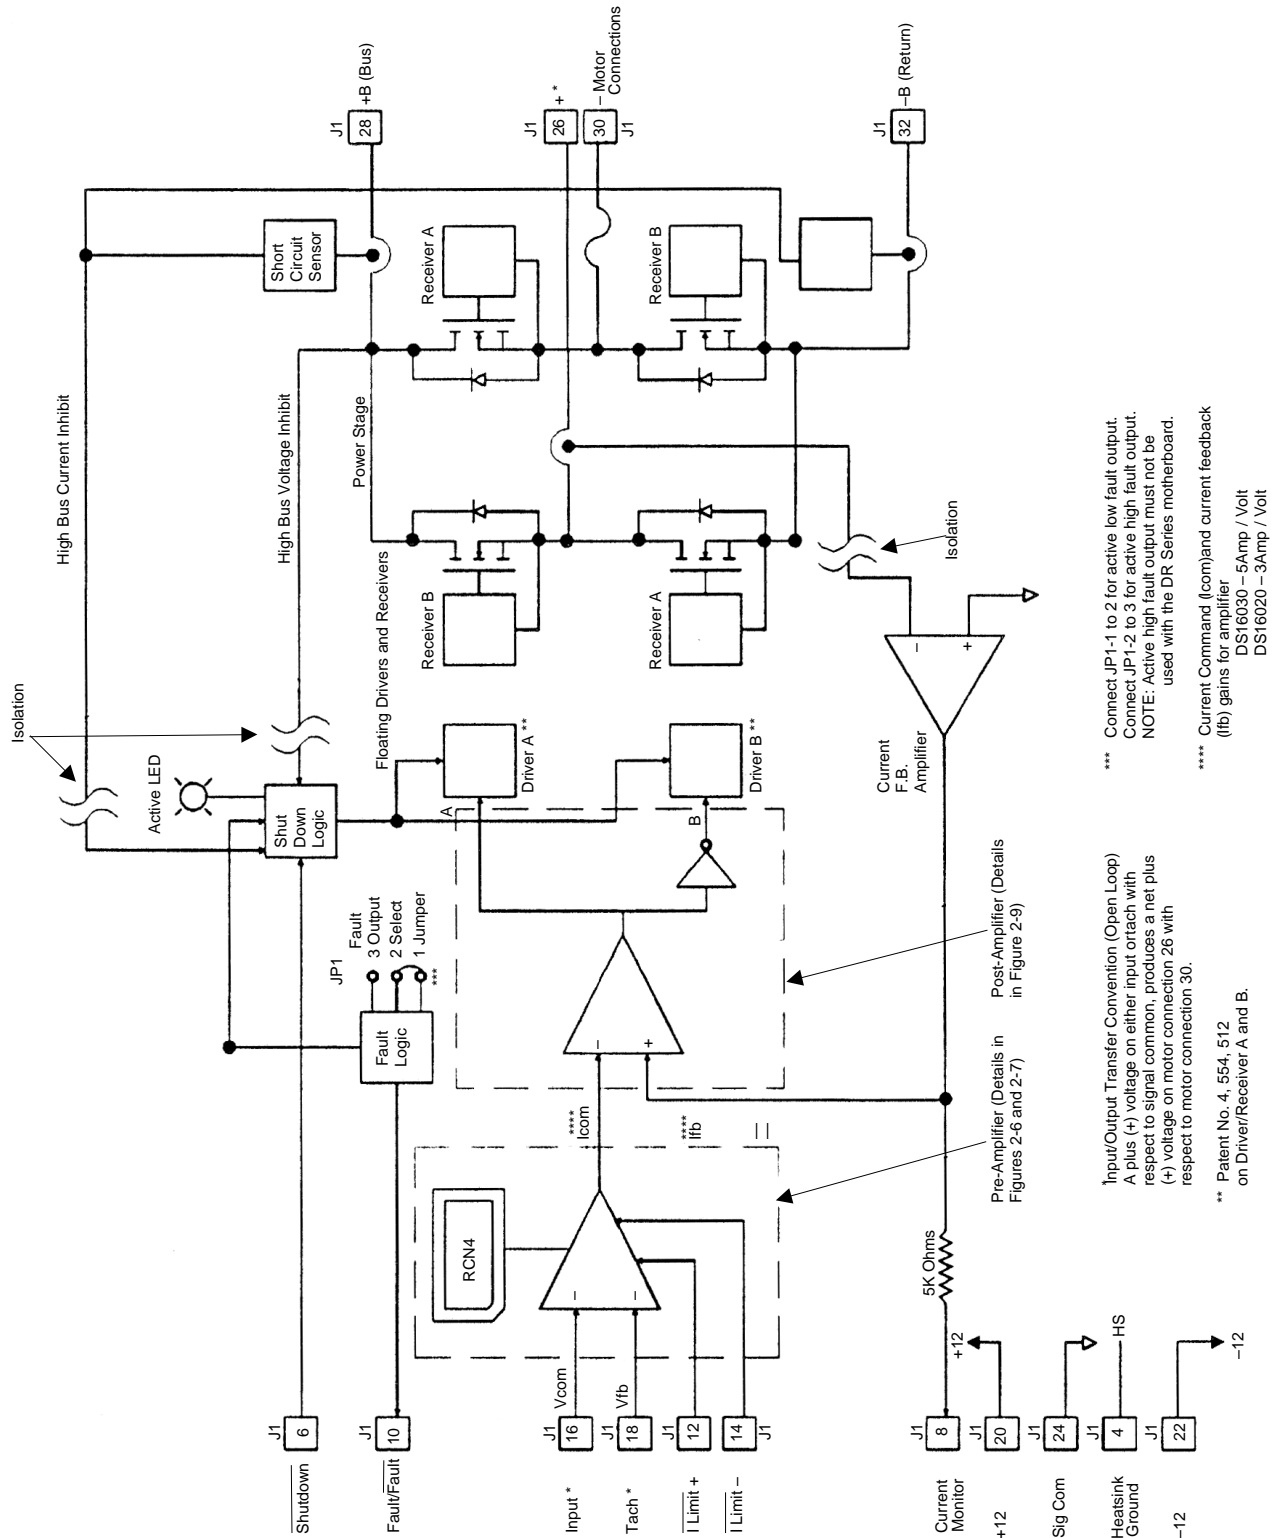 Isolation
High Bus Current Inhibit
High Bus Voltage Inhibit
Active LED
Shut
Down
Logic
Short
Circuit
Sensor
J1
28
+B (Bus)
Power Stage
Floating Drivers and Receivers
Receiver A
Receiver B
Receiver B
Receiver A
J1
26
+ *
30
J1
– Motor
Connections
J1
32
–B (Return)
Isolation
Driver A **
Driver B **
A
B
JP1
Fault
3 Output
2 Select
1 Jumper
***
Fault
Logic
–
+
Current
F.B.
Amplifier
–
+
Post-Amplifier (Details
in Figure 2-9)
Pre-Amplifier (Details in
Figures 2-6 and 2-7)
****
Icom
****
Ifb
RCN4
–
–
Vcom
Vfb
5K Ohms
Shutdown
J1
6
Fault/Fault
J1
10
Input *
J1
16
Tach *
J1
18
I Limit +
J1
12
I Limit –
14
J1
Current
Monitor
J1
8
+12
J1
20
+12
Sig Com
J1
24
Heatsink
Ground
J1
4
HS
–12
J1
22
–12
*Input/Output Transfer Convention (Open Loop)
A plus (+) voltage on either input ortach with
respect to signal common, produces a net plus
(+) voltage on motor connection 26 with
respect to motor connection 30.
** Patent No. 4, 554, 512
on Driver/Receiver A and B.
*** Connect JP1-1 to 2 for active low fault output.
Connect JP1-2 to 3 for active high fault output.
NOTE: Active high fault output must not be
used with the DR Series motherboard.
**** Current Command (Icom)and current feedback
(Ifb) gains for amplifier
DS16030 – 5Amp / Volt
DS16020 – 3Amp / Volt